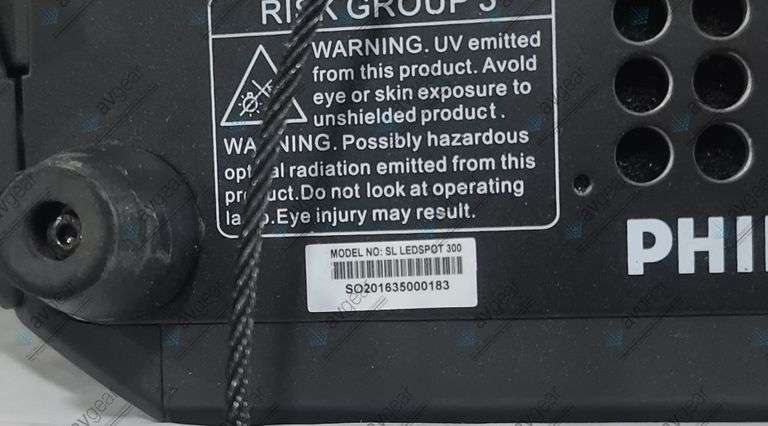 RISK GROUP 3
WARNING. UV emitted
from this product. Avold
eye or skin exposure to
unshielded product.
WARNING. Possibly hazardous
optical radiation emitted from this
product.Do not look at operating
lamp.Eye injury may result.
MODEL NO: SL LEDSPOT 300
SO201635000183
PHI
avgear